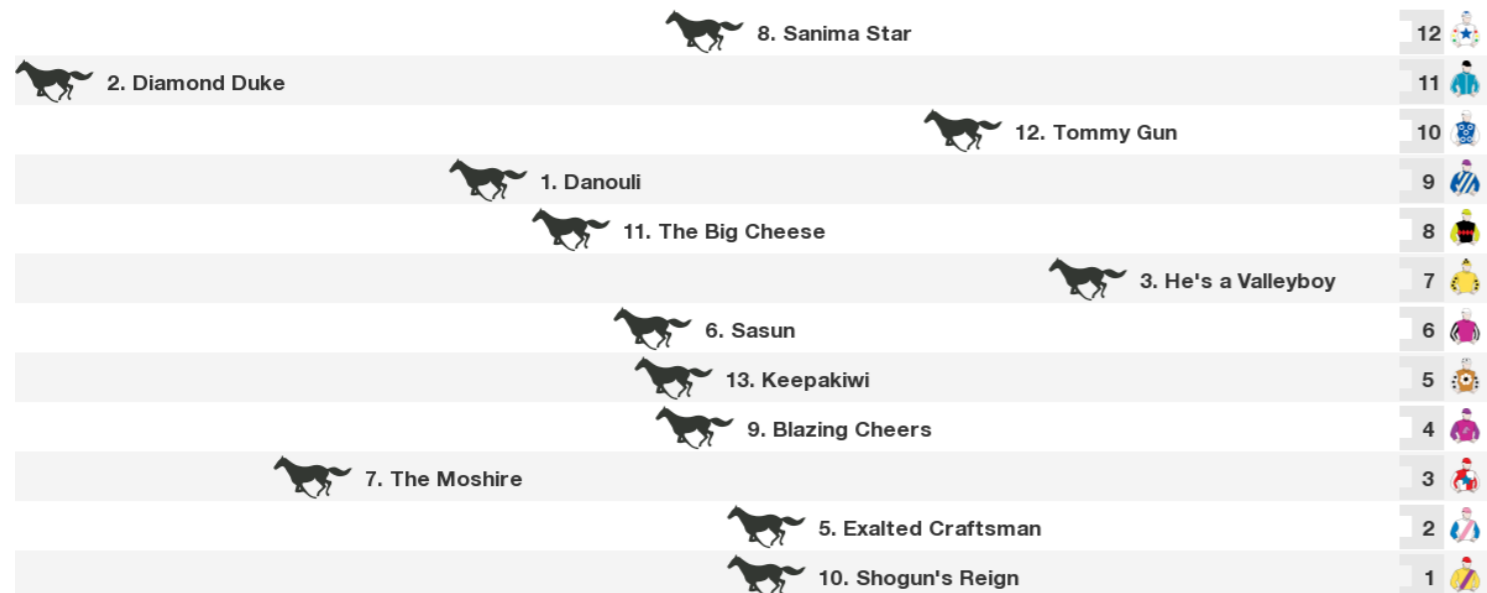 8. Sanima Star 12
2. Diamond Duke 11
12. Tommy Gun 10
1. Danouli 9
11. The Big Cheese 8
3. He's a Valleyboy 7
6. Sasun 6
13. Keepakiwi 5
9. Blazing Cheers 4
7. The Moshire 3
5. Exalted Craftsman 2
10. Shogun's Reign 1